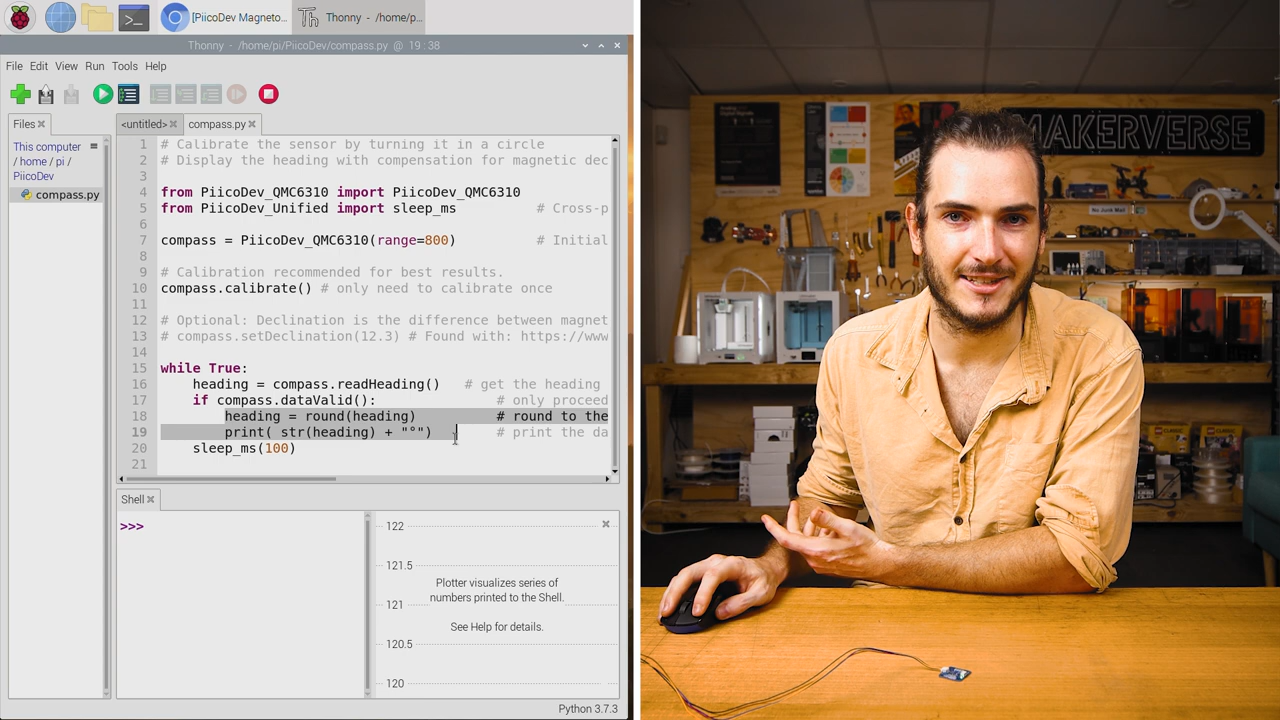 [PiicoDev Magneto...
Thonny - /home/p...
Thonny - /home/pi/PiicoDev/compass.py @ 19:38
File Edit View Run Tools Help
Files
<untitled>
compass.py
This computer
/ home / pi /
PiicoDev
compass.py
1 # Calibrate the sensor by turning it in a circle
2 # Display the heading with compensation for magnetic dec
3
4 from PiicoDev_QMC6310 import PiicoDev_QMC6310
5 from PiicoDev_Unified import sleep_ms # Cross-p
6
7 compass = PiicoDev_QMC6310(range=800) # Initial
8
9 # Calibration recommended for best results.
10 compass.calibrate() # only need to calibrate once
11
12 # Optional: Declination is the difference between magnet
13 # compass.setDeclination(12.3) # Found with: https://www
14
15 while True:
16 heading = compass.readHeading() # get the heading
17 if compass.dataValid(): # only proceed
18 heading = round(heading) # round to the
19 print( str(heading) + "°") # print the da
20 sleep_ms(100)
21
Shell
>>>
122
121.5
Plotter visualizes series of
numbers printed to the Shell.
121
See Help for details.
120.5
120
Python 3.7.3
MAKERVERSE
No Junk Mail